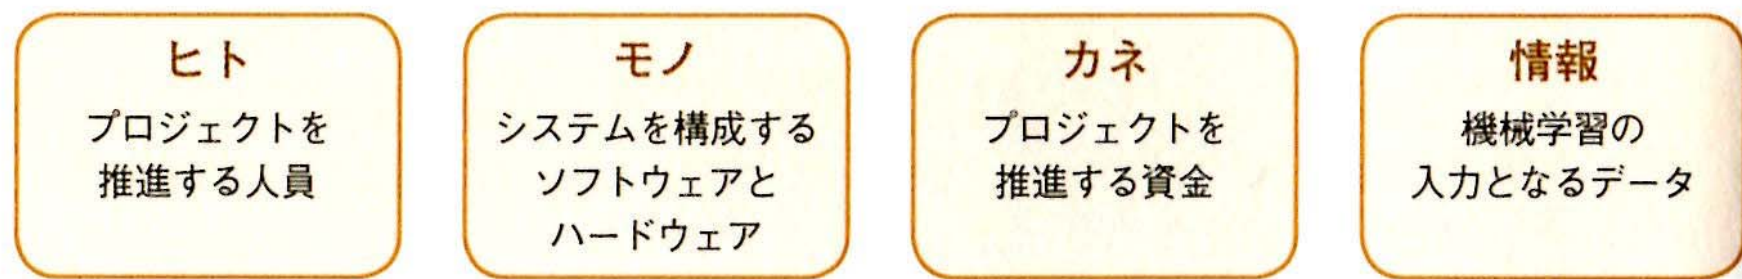 ヒト
プロジェクトを
推進する人員
モノ
システムを構成する
ソフトウェアと
ハードウェア
カネ
プロジェクトを
推進する資金
情報
機械学習の
入力となるデータ